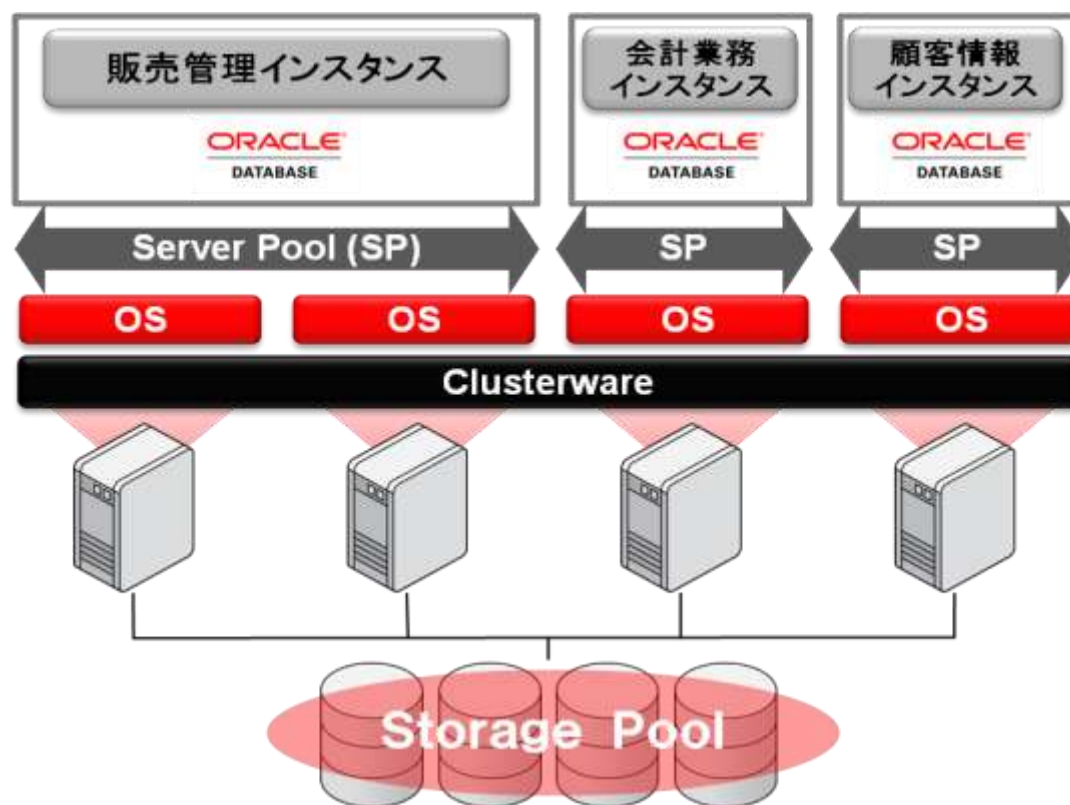 販売管理インスタンス
ORACLE
DATABASE
会計業務
インスタンス
ORACLE
DATABASE
顧客情報
インスタンス
ORACLE
DATABASE
Server Pool (SP)
SP
SP
OS
OS
OS
OS
Clusterware
Storage Pool